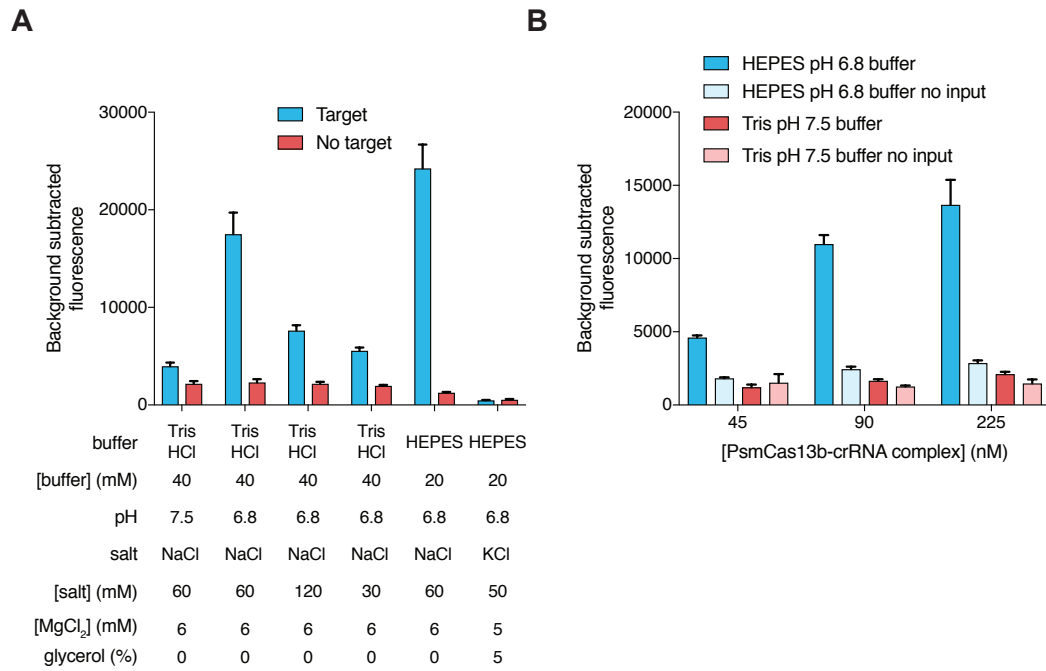 A
Background subtracted
fluorescence
30000
20000
10000
0
Target
No target
buffer
Tris
HCl
Tris
HCl
Tris
HCl
Tris
HCl
HEPES
HEPES
[buffer] (mM) 40 40 40 40 20 20
pH 7.5 6.8 6.8 6.8 6.8 6.8
salt NaCl NaCl NaCl NaCl NaCl KCl
[salt] (mM) 60 60 120 30 60 50
[MgCl₂] (mM) 6 6 6 6 6 5
glycerol (%) 0 0 0 0 0 5
B
HEPES pH 6.8 buffer
HEPES pH 6.8 buffer no input
Tris pH 7.5 buffer
Tris pH 7.5 buffer no input
Background subtracted
fluorescence
20000
15000
10000
5000
0
45 90 225
[PsmCas13b-crRNA complex] (nM)